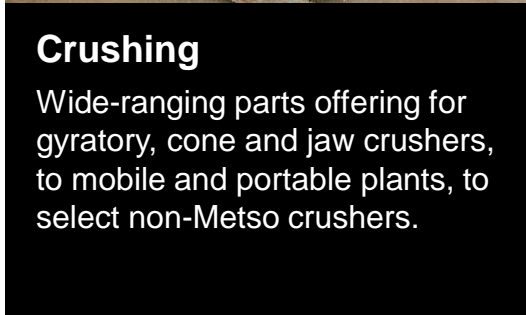 Crushing
Wide-ranging parts offering for
gyratory, cone and jaw crushers,
to mobile and portable plants, to
select non-Metso crushers.